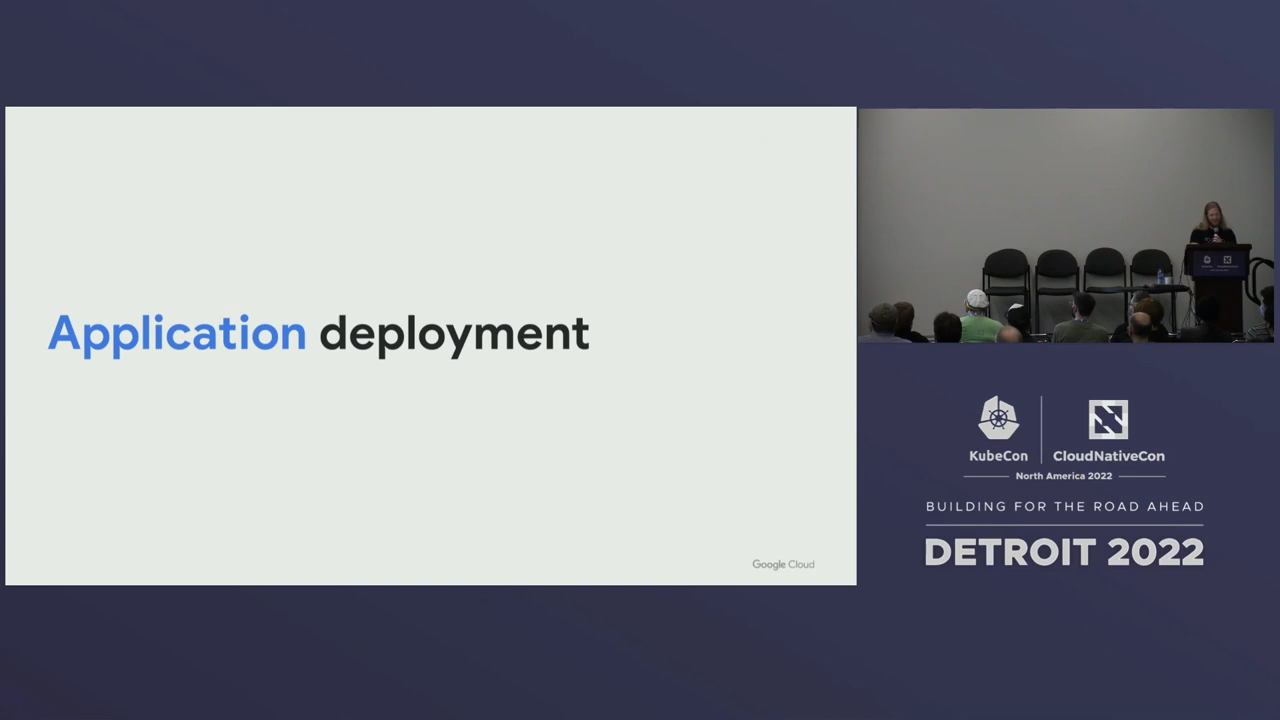 Application deployment
Google Cloud
KubeCon
CloudNativeCon
North America 2022
BUILDING FOR THE ROAD AHEAD
DETROIT 2022